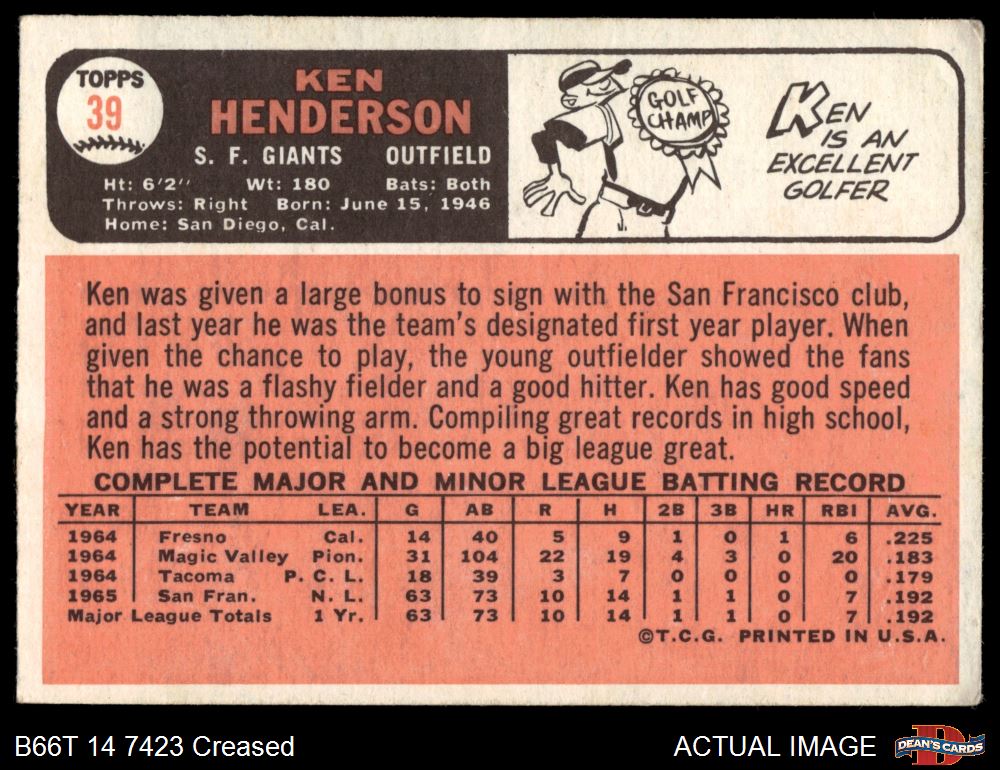 TOPPS
39
KEN
HENDERSON
S. F. GIANTS OUTFIELD
Ht: 6'2" Wt: 180 Bats: Both
Throws: Right Born: June 15, 1946
Home: San Diego, Cal.
GOLF
CHAMP
KEN
IS AN
EXCELLENT
GOLFER
Ken was given a large bonus to sign with the San Francisco club,
and last year he was the team's designated first year player. When
given the chance to play, the young outfielder showed the fans
that he was a flashy fielder and a good hitter. Ken has good speed
and a strong throwing arm. Compiling great records in high school,
Ken has the potential to become a big league great.
COMPLETE MAJOR AND MINOR LEAGUE BATTING RECORD
YEAR TEAM LEA. G AB R H 2B 3B HR RBI AVG.
1964 Fresno Cal. 14 40 5 9 1 0 1 6 .225
1964 Magic Valley Pion. 31 104 22 19 4 3 0 20 .183
1964 Tacoma P. C. L. 18 39 3 7 0 0 0 0 .179
1965 San Fran. N. L. 63 73 10 14 1 1 0 7 .192
Major League Totals 1 Yr. 63 73 10 14 1 1 0 7 .192
©T.C.G. PRINTED IN U.S.A.
B66T 14 7423 Creased
ACTUAL IMAGE
DEAN'S CARDS